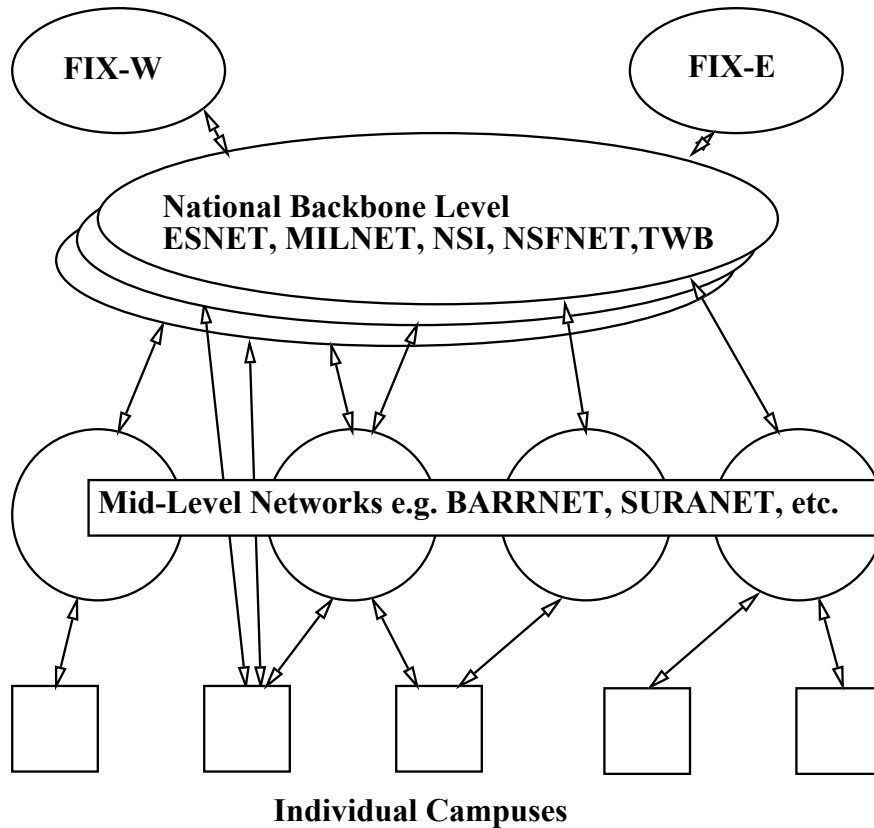 FIX-W
FIX-E
National Backbone Level
ESNET, MILNET, NSI, NSFNET,TWB
Mid-Level Networks e.g. BARRNET, SURANET, etc.
Individual Campuses